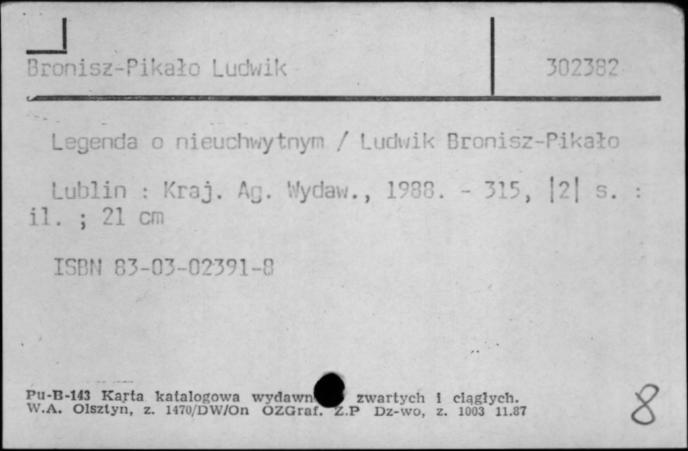 Bronisz-Pikało Ludwik 302382
Legenda o nieuchwytnym / Ludwik Bronisz-Pikało
Lublin : Kraj. Ag. Wydaw., 1988. - 315, |2| s. :
il. ; 21 cm
ISBN 83-03-02391-8
Pu-B-143 Karta katalogowa wydawn zwartych i ciągłych.
W.A. Olsztyn, z. 1470/DW/On OZGraf. Z.P Dz-wo, z. 1003 11.87
8